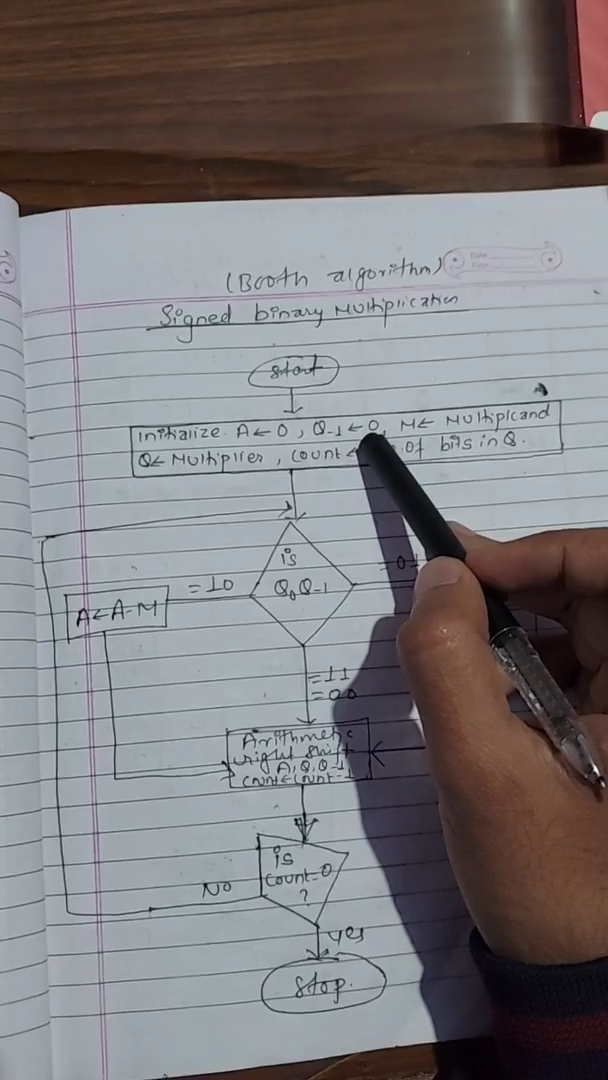 (Booth algorithm)
Signed binary Multiplication
Start
Initialize A←0, Q-1←0, M← Multiplcand
Q← Multiplier, Count← of bits in Q.
is
Q0Q-1
=10
=01
A←A-M
=11
=00
Arithmetic
right shift
A, Q, Q-1
Count←Count-1
is
Count=0
?
No
yes
Stop.